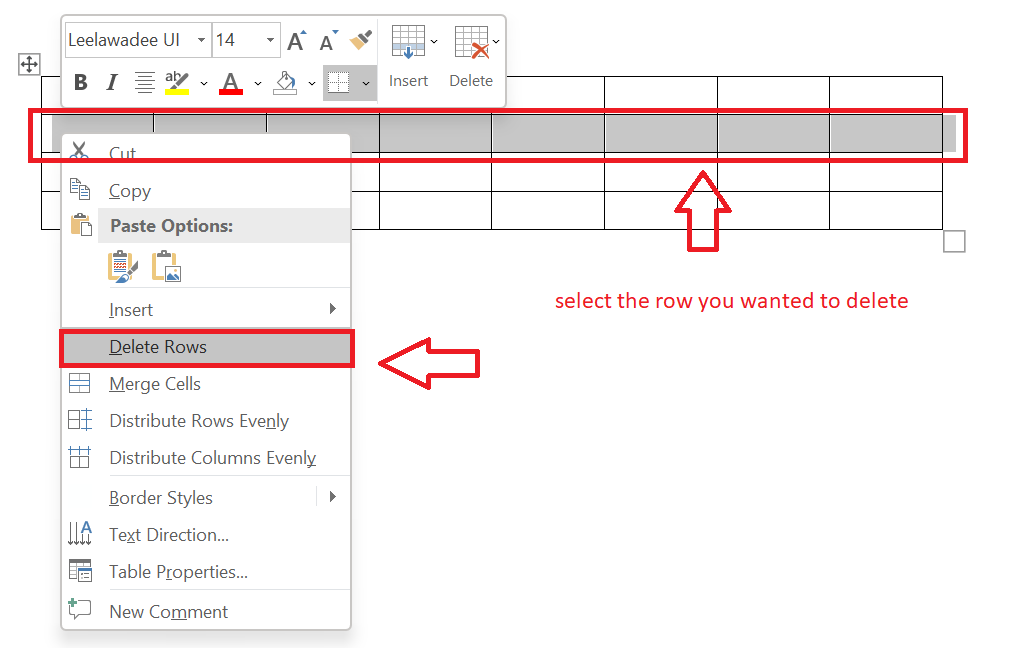 Leelawadee UI 14 A A
B I ab A Insert Delete
Cut
Copy
Paste Options:
select the row you wanted to delete
Insert
Delete Rows
Merge Cells
Distribute Rows Evenly
Distribute Columns Evenly
Border Styles
Text Direction...
Table Properties...
New Comment